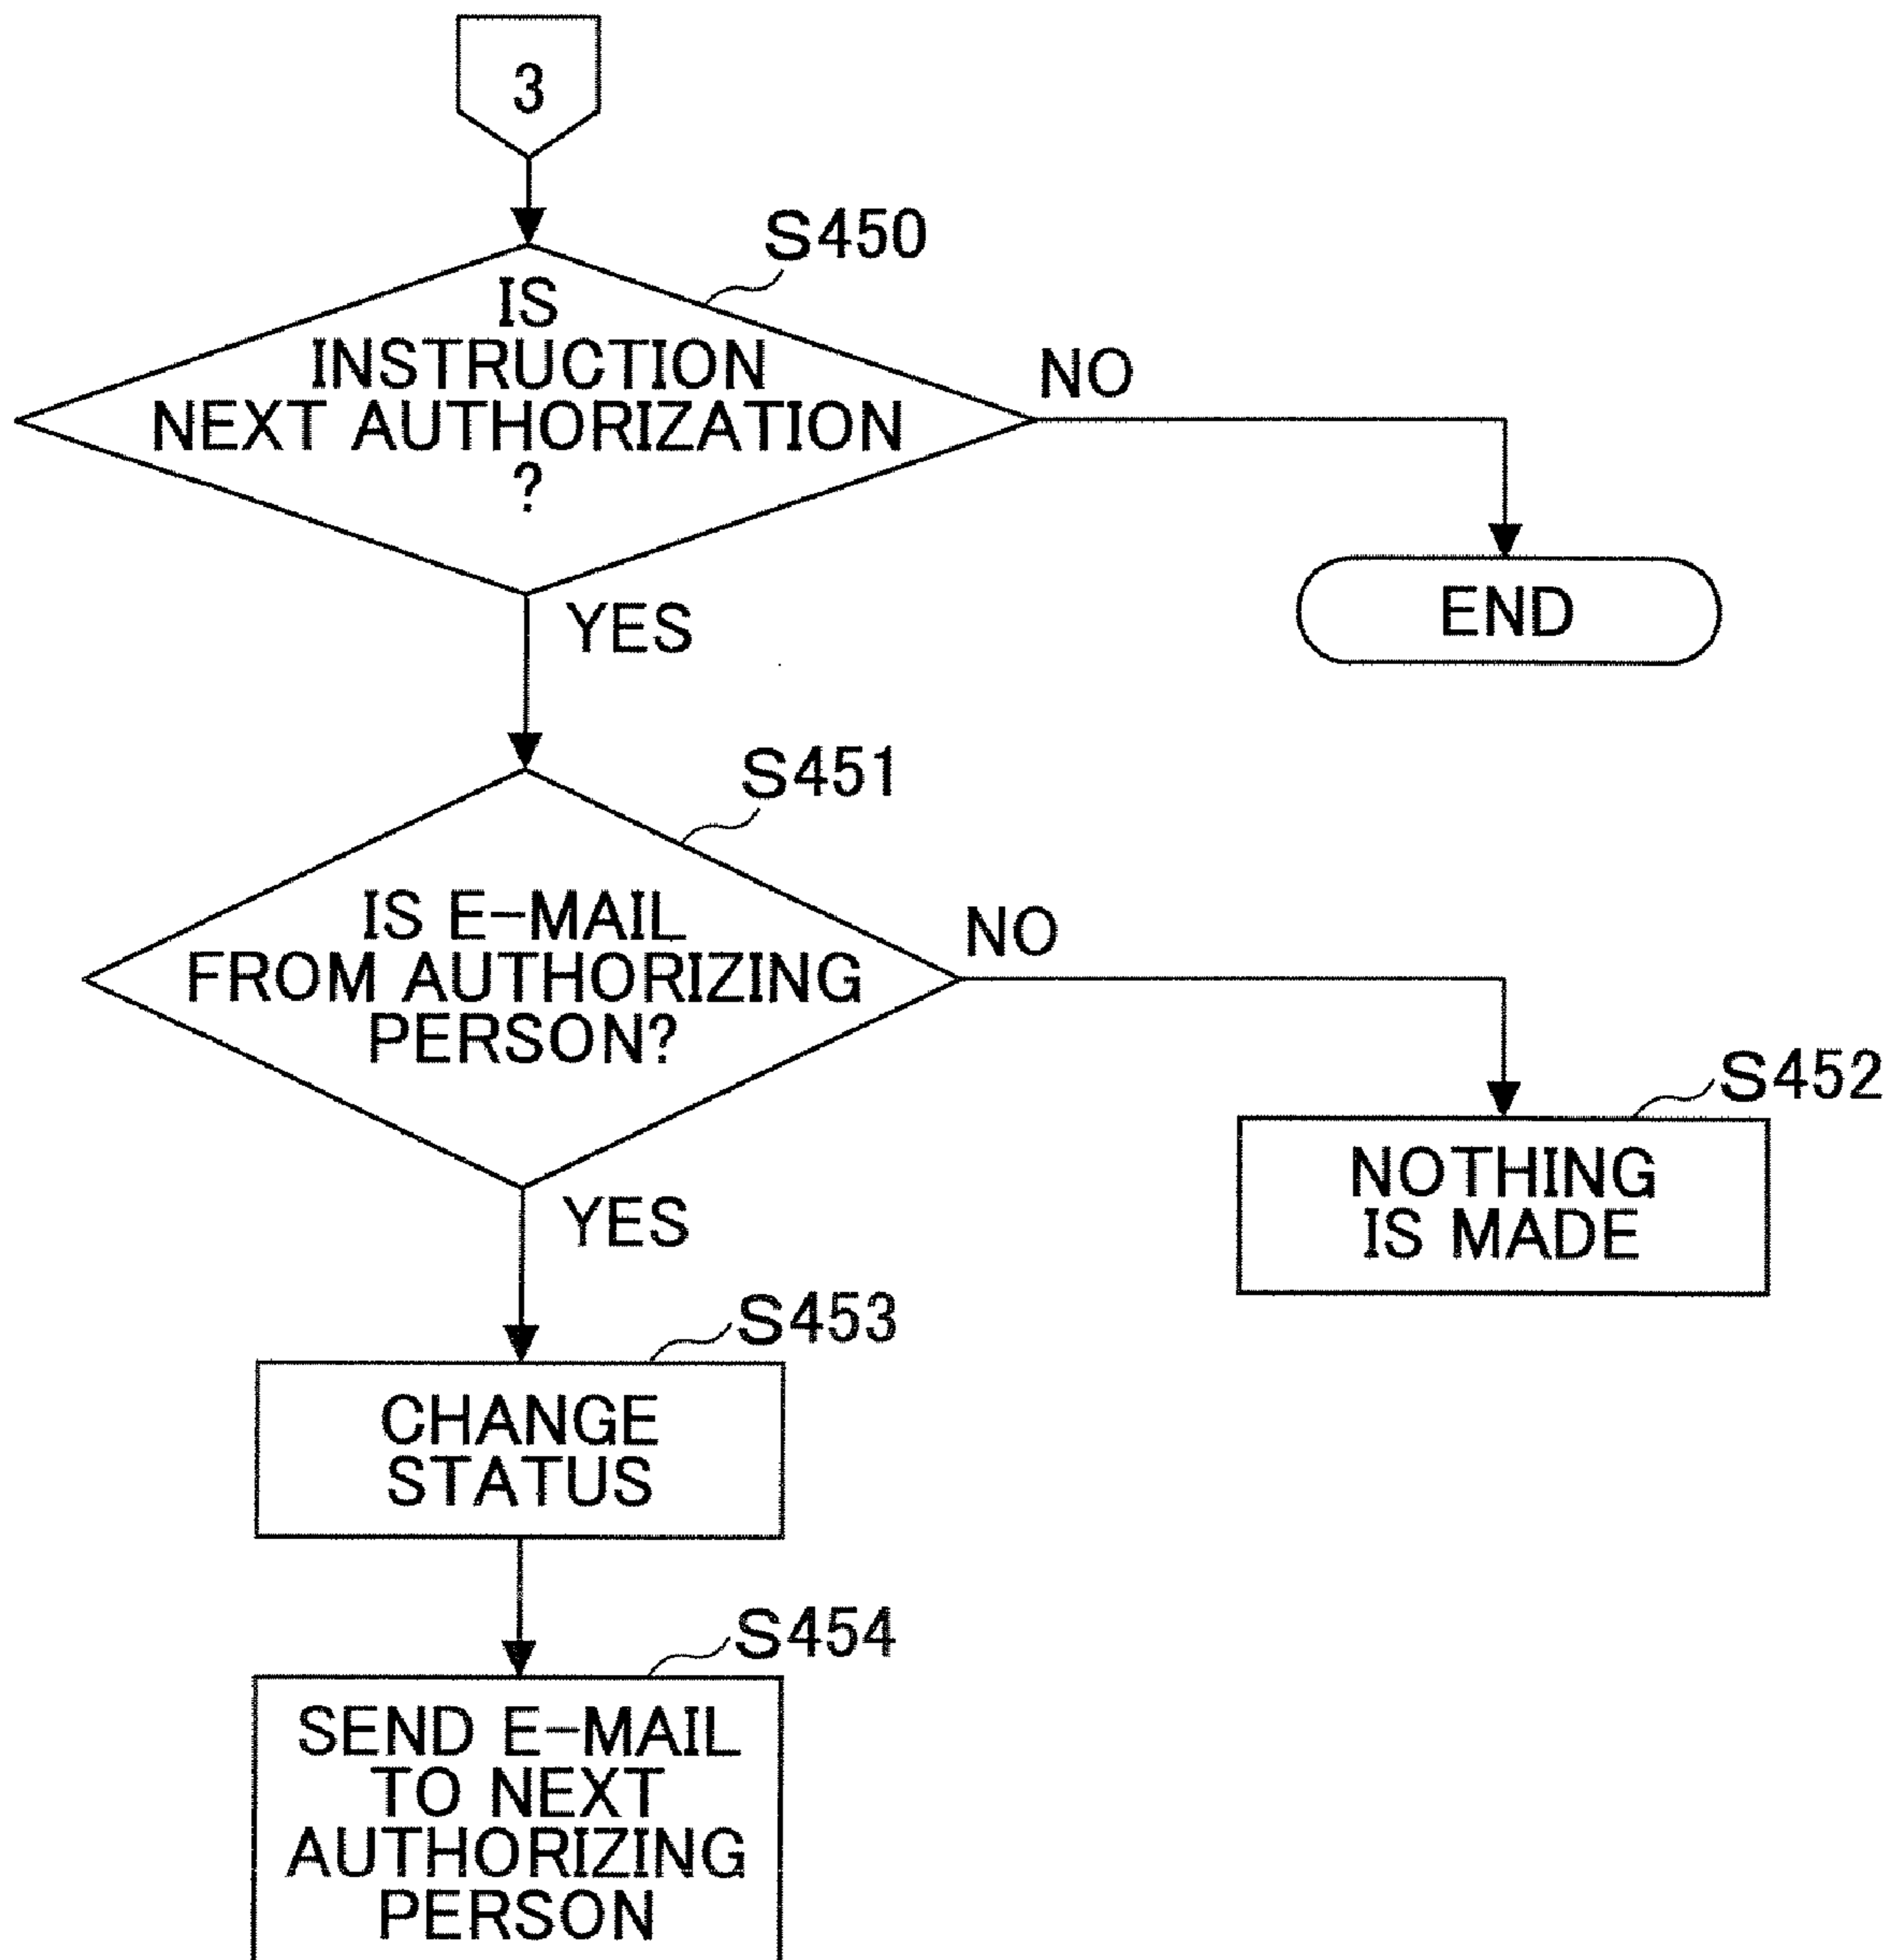 3
S450
IS
INSTRUCTION
NEXT AUTHORIZATION
?
NO
END
YES
S451
IS E-MAIL
FROM AUTHORIZING
PERSON?
NO
S452
NOTHING
IS MADE
YES
S453
CHANGE
STATUS
S454
SEND E-MAIL
TO NEXT
AUTHORIZING
PERSON